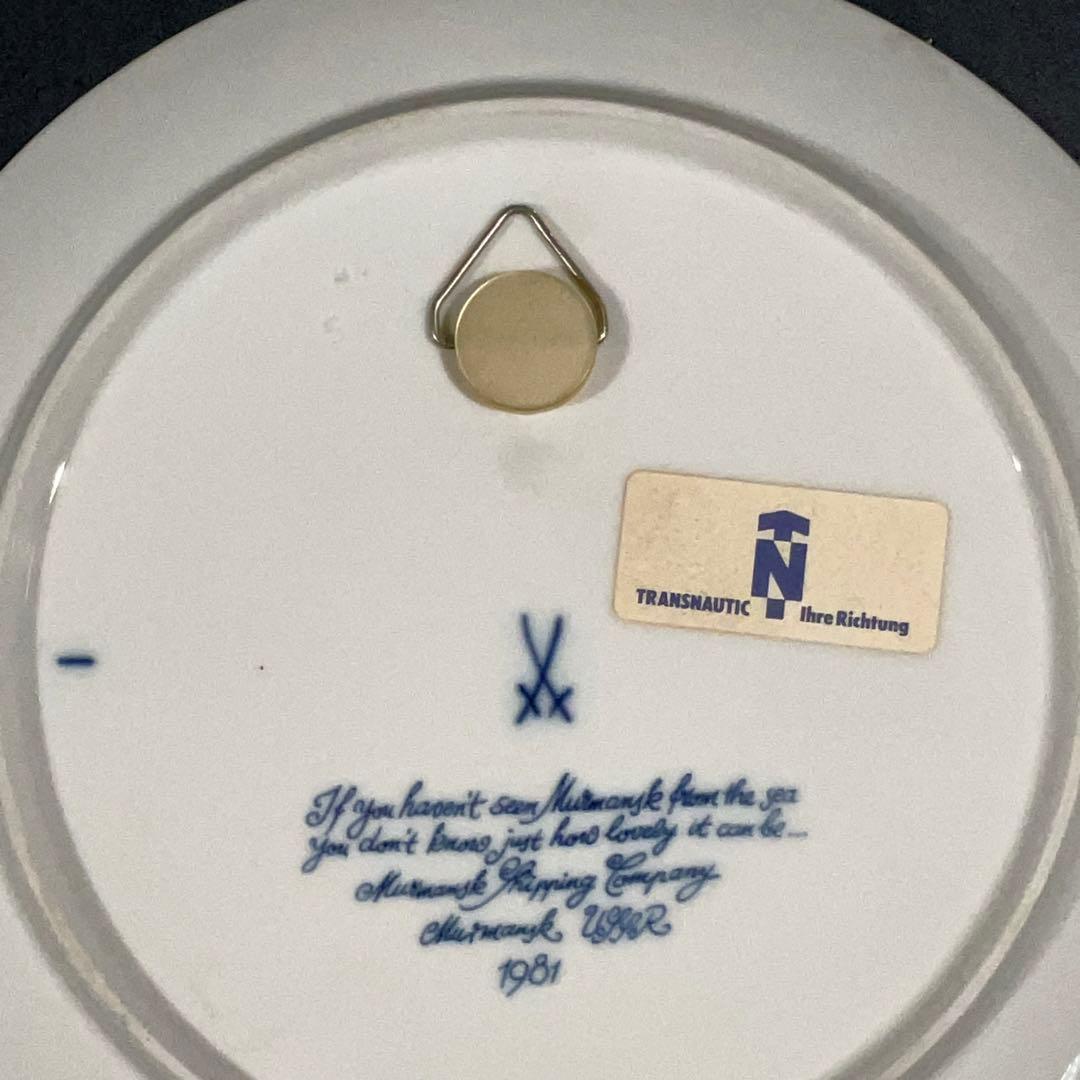 TN
TRANSNAUTIC Ihre Richtung
If you haven't seen Murmansk from the sea
you don't know just how lovely it can be...
Murmansk Shipping Company
Murmansk USSR
1981